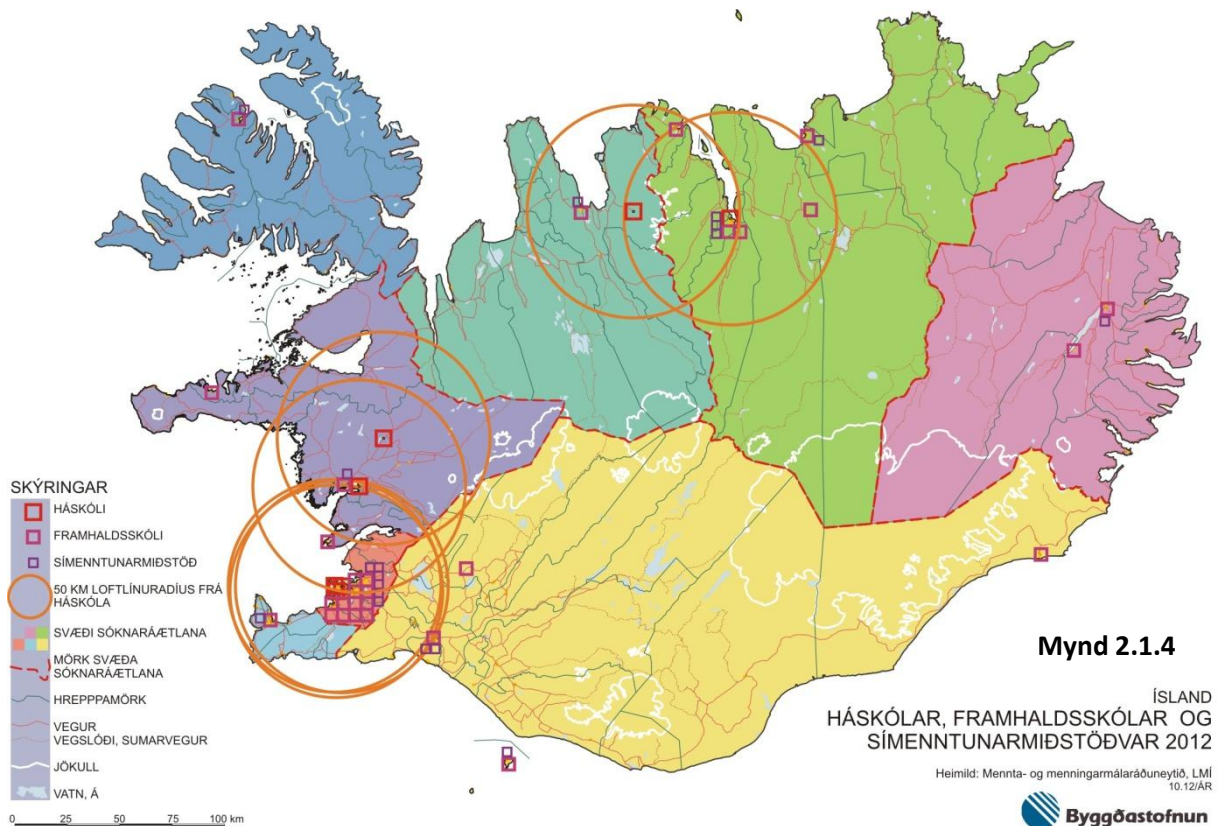 SKÝRINGAR
HÁSKÓLI
FRAMHALDSSKÓLI
SÍMENNTUNARMIÐSTÖÐ
50 KM LOFTLÍNURADÍUS FRÁ
HÁSKÓLA
SVÆÐI SÓKNARÁÆTLANA
MÖRK SVÆÐA
SÓKNARÁÆTLANA
HREPPPAMÖRK
VEGUR
VEGSLÓÐI, SUMARVEGUR
JÖKULL
VATN, Á
0 25 50 75 100 km
Mynd 2.1.4
ÍSLAND
HÁSKÓLAR, FRAMHALDSSKÓLAR OG
SÍMENNTUNARMIÐSTÖÐVAR 2012
Heimild: Mennta- og menningarmálaráðuneytið, LMÍ
10.12/ÁR
Byggðastofnun